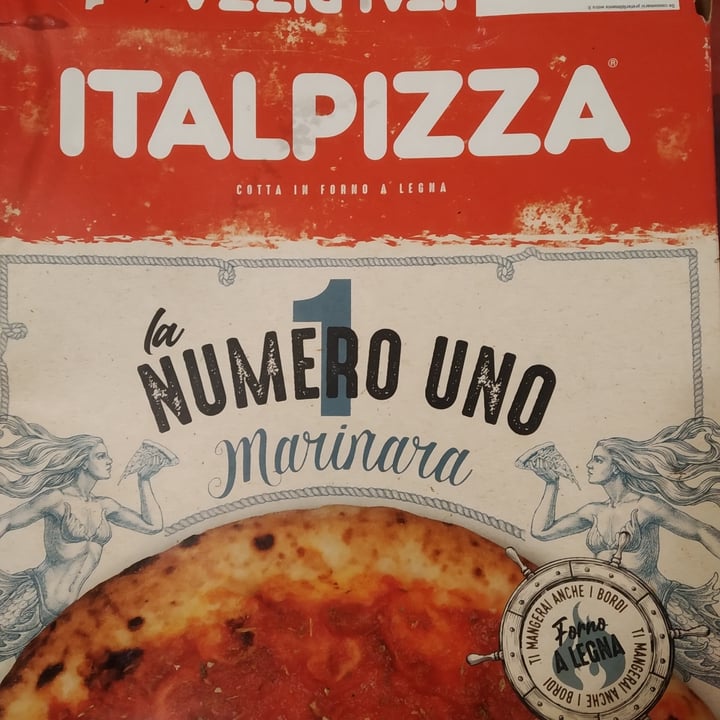 ITALPIZZA®
COTTA IN FORNO A LEGNA
1
la
NUMERO UNO
Marinara
TI MANGERAI ANCHE I BORDI
TI MANGERAI ANCHE I BORDI
Forno
A LEGNA